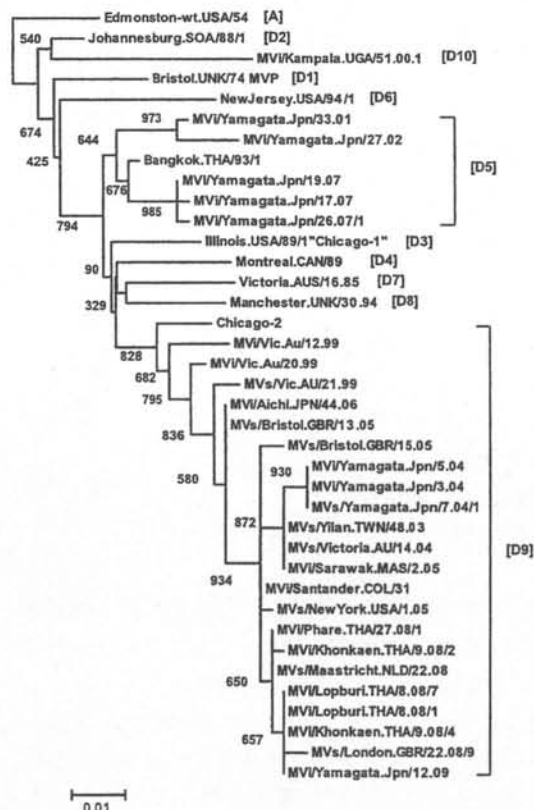 Edmonston-wt.USA/54 [A]
540 Johannesburg.SOA/88/1 [D2]
MVi/Kampala.UGA/51.00.1 [D10]
Bristol.UNK/74 MVP [D1]
NewJersey.USA/94/1 [D6]
973 MVi/Yamagata.Jpn/33.01
674 644
MVi/Yamagata.Jpn/27.02
425 Bangkok.THA/93/1 [D5]
676 MVi/Yamagata.Jpn/19.07
MVi/Yamagata.Jpn/17.07
985
794 MVi/Yamagata.Jpn/26.07/1
Illinois.USA/89/1"Chicago-1" [D3]
Montreal.CAN/89 [D4]
90
Victoria.AUS/16.85 [D7]
329 Manchester.UNK/30.94 [D8]
Chicago-2
MVi/Vic.Au/12.99
828
682 MVi/Vic.Au/20.99
MVs/Vic.AU/21.99
795
MVi/Aichi.JPN/44.06
MVs/Bristol.GBR/13.05
836 MVs/Bristol.GBR/15.05
930 MVi/Yamagata.Jpn/5.04
580 MVi/Yamagata.Jpn/3.04
MVs/Yamagata.Jpn/7.04/1
872 MVs/Yilan.TWN/48.03
MVs/Victoria.AU/14.04 [D9]
MVi/Sarawak.MAS/2.05
934
MVi/Santander.COL/31
MVs/NewYork.USA/1.05
MVi/Phare.THA/27.08/1
MVi/Khonkaen.THA/9.08/2
MVs/Maastricht.NLD/22.08
650
MVi/Lopburi.THA/8.08/7
MVi/Lopburi.THA/8.08/1
MVi/Khonkaen.THA/9.08/4
657
MVs/London.GBR/22.08/9
MVi/Yamagata.Jpn/12.09
0.01